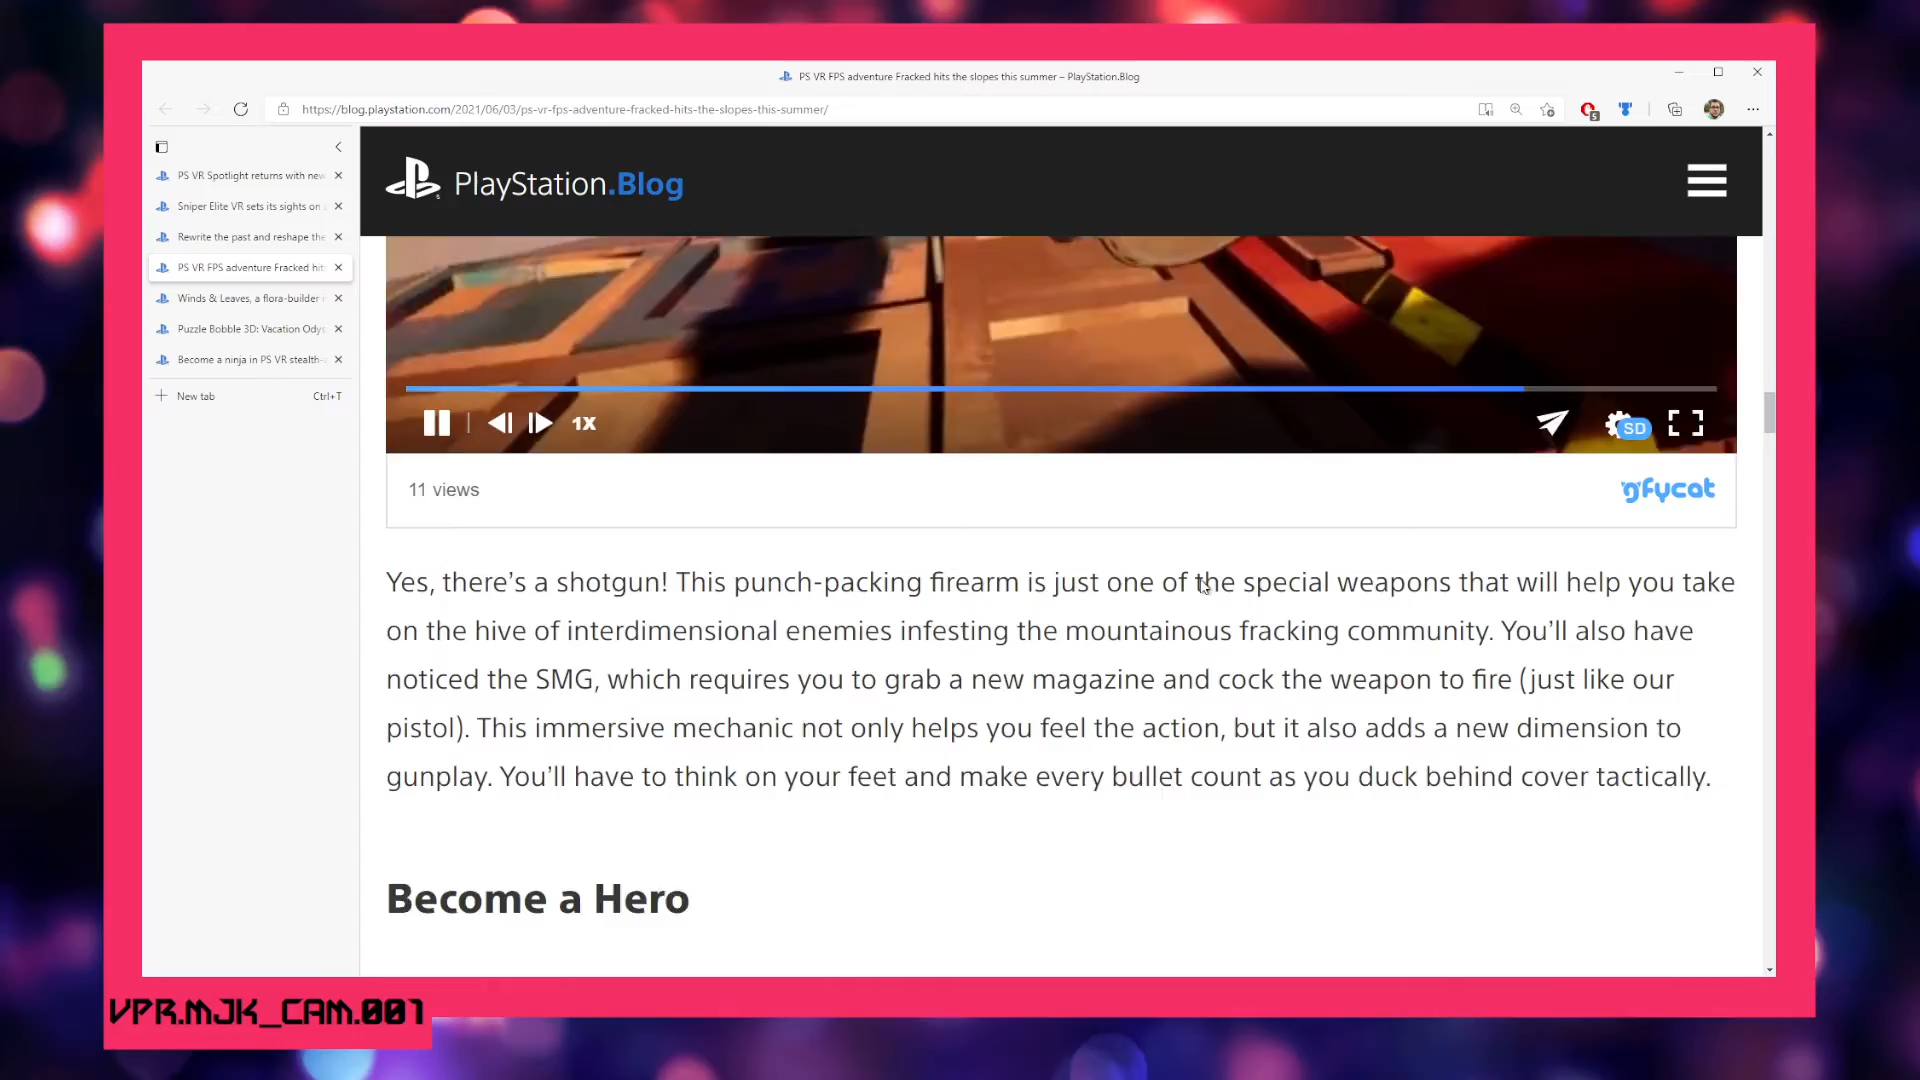 PS VR FPS adventure Fracked hits the slopes this summer – PlayStation.Blog
https://blog.playstation.com/2021/06/03/ps-vr-fps-adventure-fracked-hits-the-slopes-this-summer/
5
PS VR Spotlight returns with new
Sniper Elite VR sets its sights on
Rewrite the past and reshape the
PS VR FPS adventure Fracked hits
Winds & Leaves, a flora-builder i
Puzzle Bobble 3D: Vacation Odys
Become a ninja in PS VR stealth-
New tab Ctrl+T
PlayStation.Blog
1X
SD
11 views
gfycat
Yes, there’s a shotgun! This punch-packing firearm is just one of the special weapons that will help you take
on the hive of interdimensional enemies infesting the mountainous fracking community. You’ll also have
noticed the SMG, which requires you to grab a new magazine and cock the weapon to fire (just like our
pistol). This immersive mechanic not only helps you feel the action, but it also adds a new dimension to
gunplay. You’ll have to think on your feet and make every bullet count as you duck behind cover tactically.
Become a Hero
VPR.MJK_CAM.001